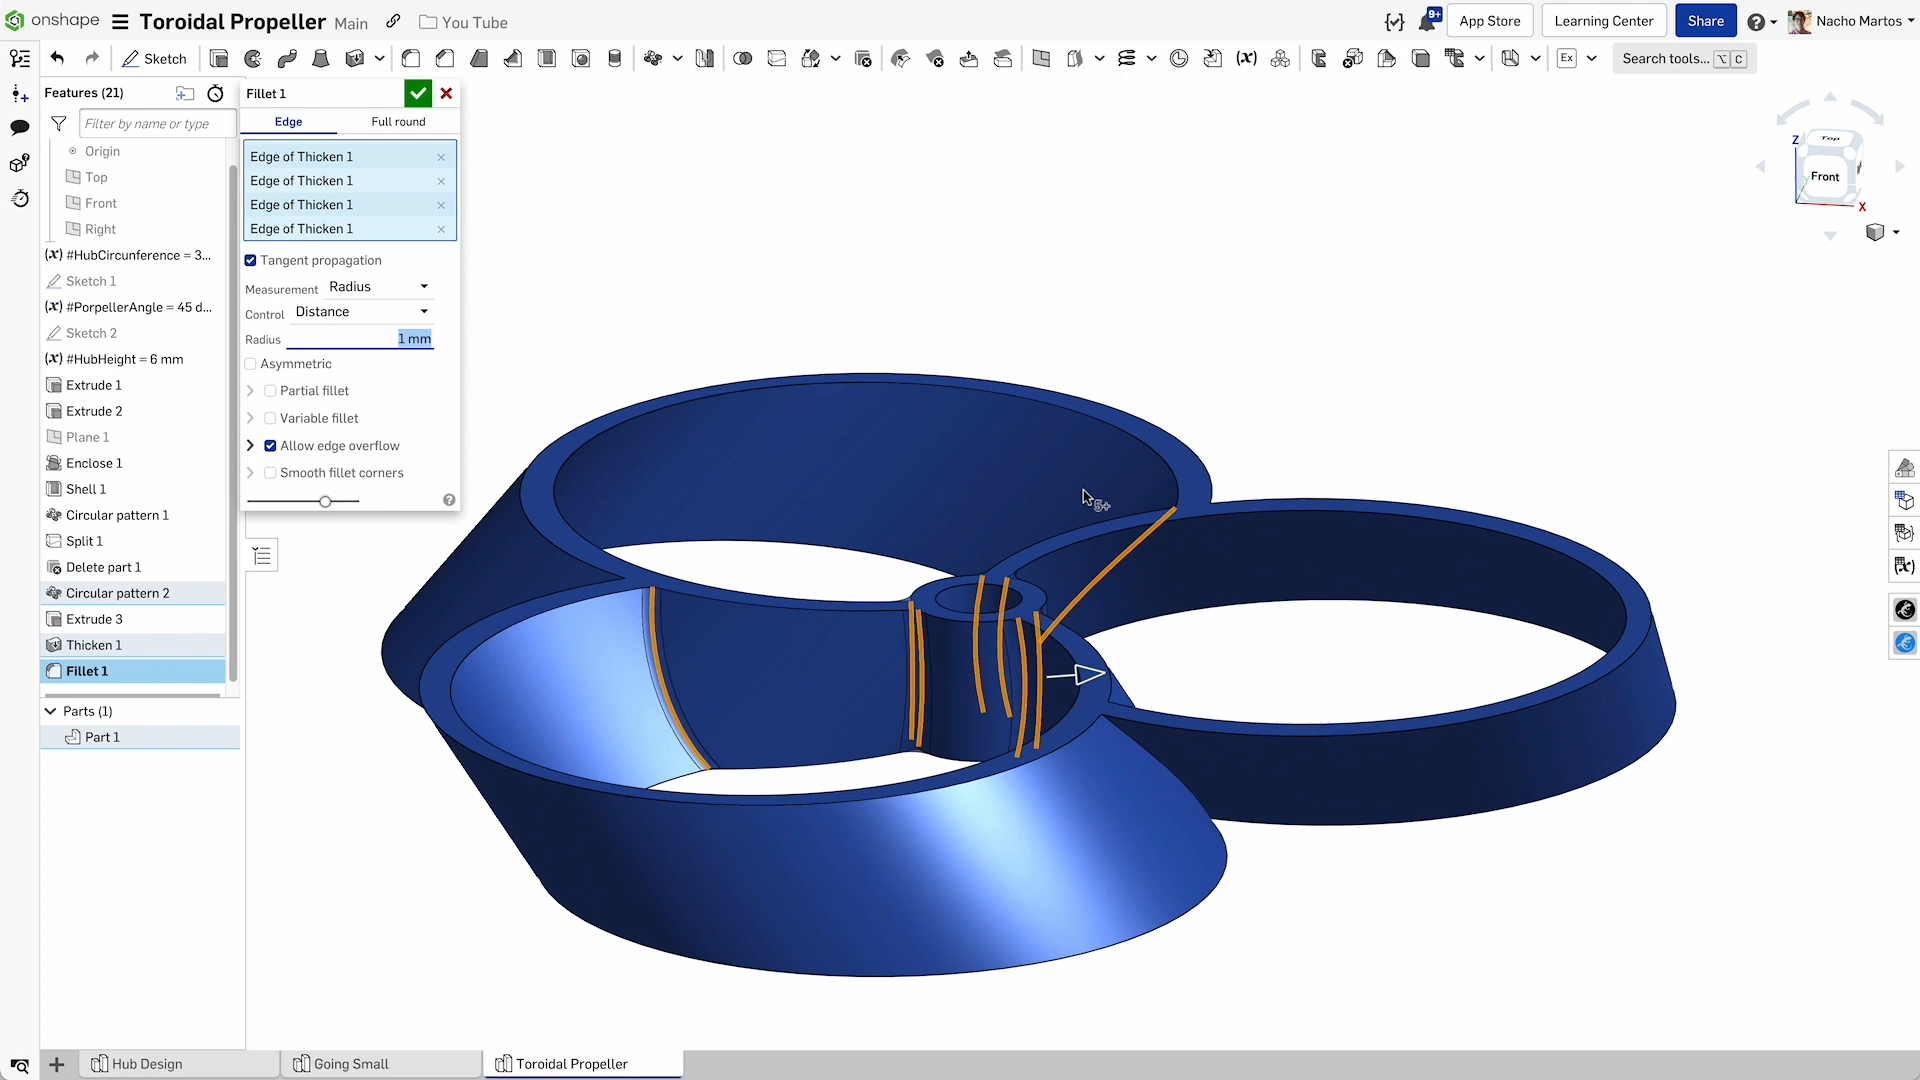 onshape Toroidal Propeller Main You Tube
9+ App Store Learning Center Share Nacho Martos
Sketch (x) Ex Search tools... ⌥ C
Features (21)
Filter by name or type
Origin
Top
Front
Right
(x) #HubCircunference = 3...
Sketch 1
(x) #PorpellerAngle = 45 d...
Sketch 2
(x) #HubHeight = 6 mm
Extrude 1
Extrude 2
Plane 1
Enclose 1
Shell 1
Circular pattern 1
Split 1
Delete part 1
Circular pattern 2
Extrude 3
Thicken 1
Fillet 1
Parts (1)
Part 1
Fillet 1
Edge Full round
Edge of Thicken 1
Edge of Thicken 1
Edge of Thicken 1
Edge of Thicken 1
Tangent propagation
Measurement Radius
Control Distance
Radius 1 mm
Asymmetric
Partial fillet
Variable fillet
Allow edge overflow
Smooth fillet corners
5+
Z
Top
Front
X
(x)
Hub Design Going Small Toroidal Propeller